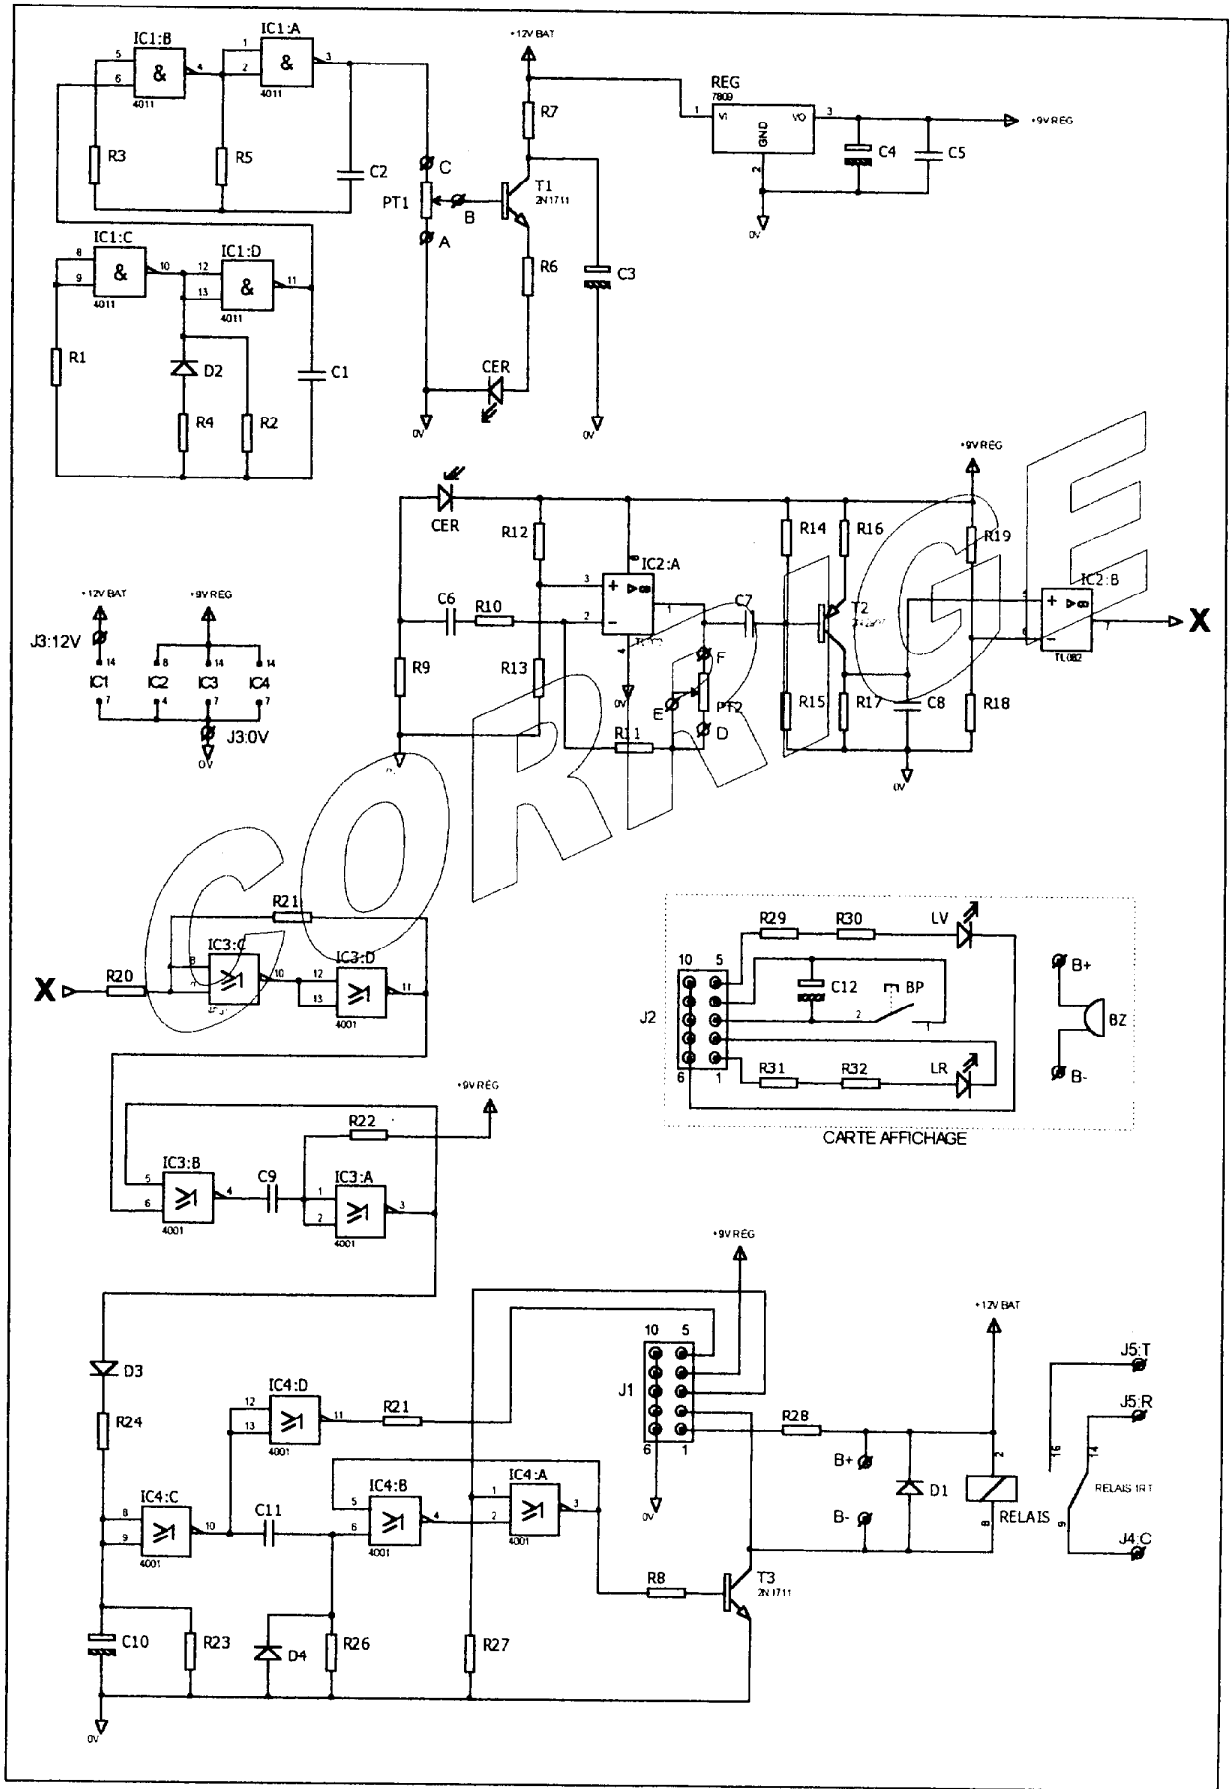 IC1:B
IC1:A
5
6
&
4
1
2
&
3
4011
4011
R3
R5
C2
+12V BAT
R7
C
PT1
B
A
T1
2N1711
R6
C3
CER
0V
0V
REG
7809
1
VI
VO
3
GND
2
C4
C5
+9V REG
0V
IC1:C
IC1:D
8
9
&
10
12
13
&
11
4011
4011
R1
D2
R4
R2
C1
CER
+9V REG
R12
R14
R16
R19
IC2:A
IC2:B
8
3
2
1
4
C6
R10
C7
T2
+
-
+
-
7
X
TL082
R9
R13
0V
F
E
PT2
D
R11
R15
R17
C8
R18
0V
+12V BAT
+9V REG
J3:12V
14
8
14
14
IC1
IC2
IC3
IC4
7
4
7
7
J3:0V
0V
CORRIGE
R21
IC3:C
IC3:D
X
R20
8
10
12
13
11
≥1
≥1
4001
R29
R30
LV
10
5
C12
BP
2
1
J2
R31
R32
LR
6
1
B+
BZ
B-
CARTE AFFICHAGE
+9V REG
R22
IC3:B
C9
IC3:A
5
6
≥1
4
1
2
≥1
3
4001
4001
+9V REG
+12V BAT
D3
R24
IC4:D
12
13
≥1
11
R21
4001
10
5
J1
6
1
0V
R28
B+
B-
D1
2
8
RELAIS
J5:T
J5:R
16
14
RELAIS 1RT
9
J4:C
IC4:C
8
9
≥1
10
4001
C11
IC4:B
5
6
≥1
4
4001
IC4:A
1
2
≥1
3
4001
R8
T3
2N1711
C10
R23
D4
R26
R27
0V